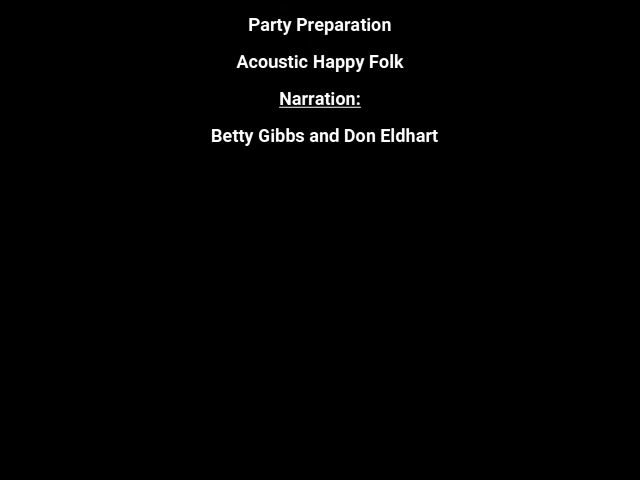 Party Preparation
Acoustic Happy Folk
Narration:
Betty Gibbs and Don Eldhart